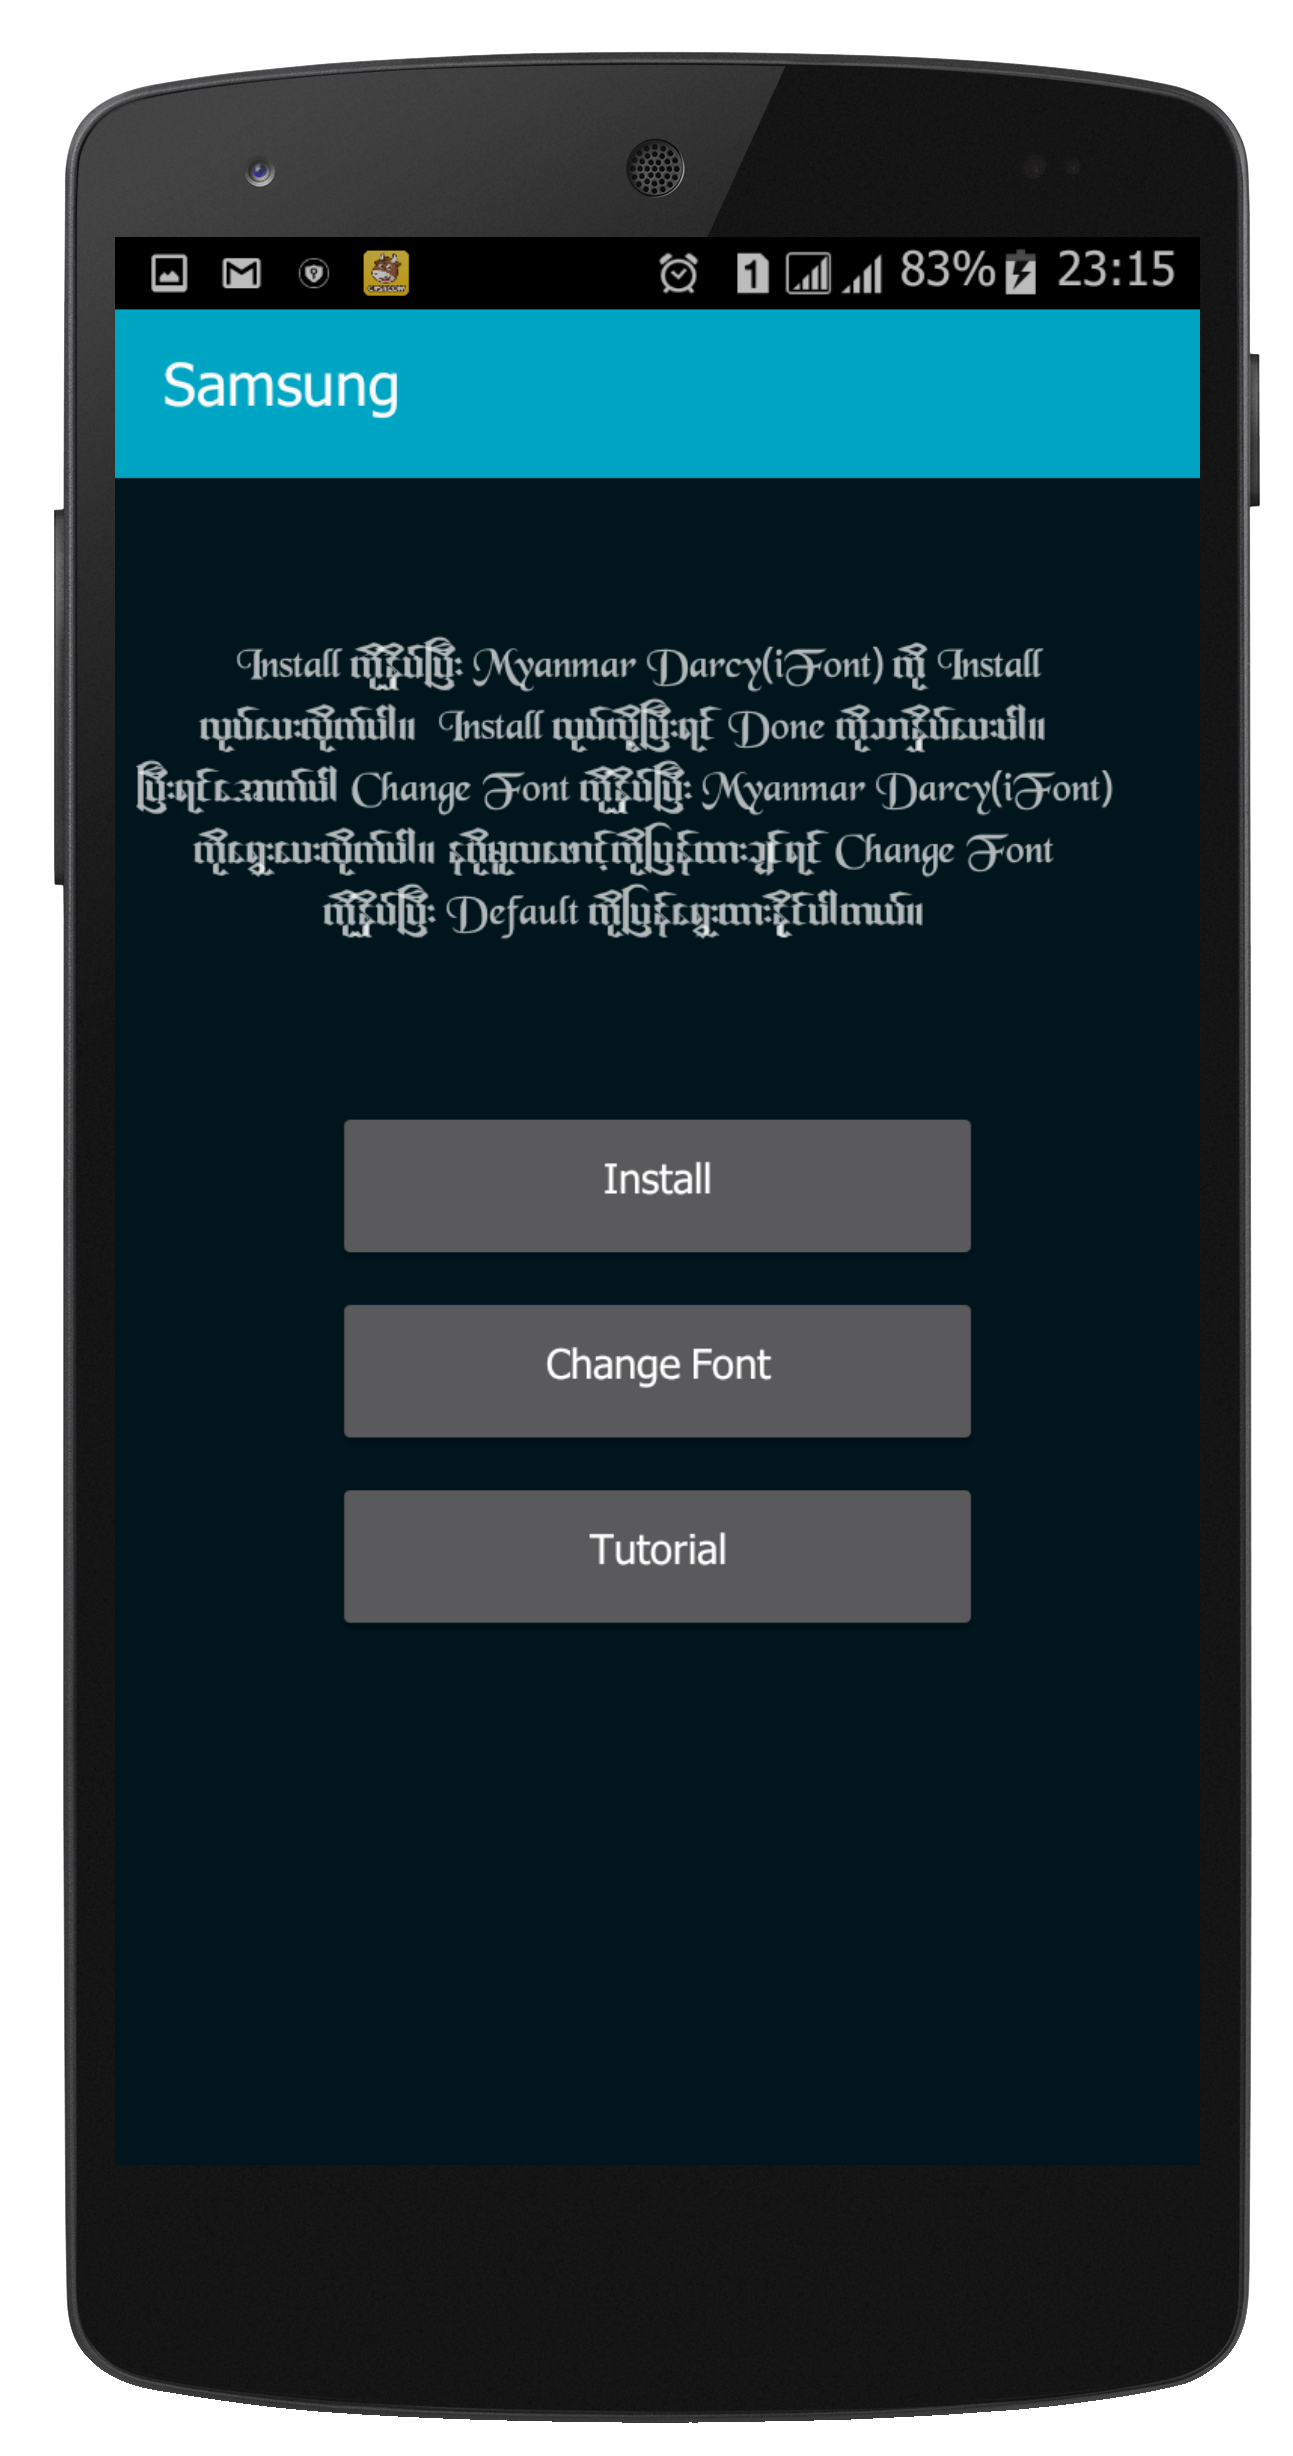 83% 23:15
Samsung
Install ကိုနှိပ်ပြီး Myanmar Darcy(iFont) ကို Install
လုပ်ပေးလိုက်ပါ။ Install လုပ်လို့ပြီးရင် Done ကိုသာနှိပ်ပေးပါ။
ပြီးရင်အောက်ပါ Change Font ကိုနှိပ်ပြီး Myanmar Darcy(iFont)
ကိုရွေးပေးလိုက်ပါ။ နဂိုမူလဖောင့်ကိုပြန်ထားချင်ရင် Change Font
ကိုနှိပ်ပြီး Default ကိုပြန်ရွေးထားနိုင်ပါတယ်။
Install
Change Font
Tutorial